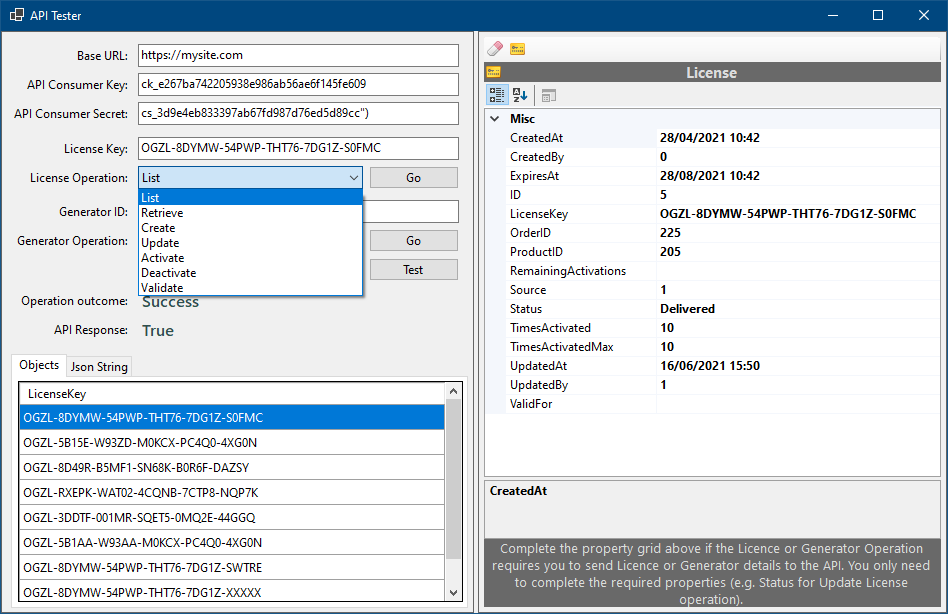 API Tester
Base URL: https://mysite.com
API Consumer Key: ck_e267ba742205938e986ab56ae6f145fe609
API Consumer Secret: cs_3d9e4eb833397ab67fd987d76ed5d89cc")
License Key: OGZL-8DYMW-54PWP-THT76-7DG1Z-S0FMC
License Operation: List Go
List
Retrieve
Create
Update
Activate
Deactivate
Validate
Generator ID:
Generator Operation: Go
Test
Operation outcome: Success
API Response: True
Objects Json String
LicenseKey
OGZL-8DYMW-54PWP-THT76-7DG1Z-S0FMC
OGZL-5B15E-W93ZD-M0KCX-PC4Q0-4XG0N
OGZL-8D49R-B5MF1-SN68K-B0R6F-DAZSY
OGZL-RXEPK-WAT02-4CQNB-7CTP8-NQP7K
OGZL-3DDTF-001MR-SQET5-0MQ2E-44GGQ
OGZL-5B1AA-W93AA-M0KCX-PC4Q0-4XG0N
OGZL-8DYMW-54PWP-THT76-7DG1Z-SWTRE
OGZL-8DYMW-54PWP-THT76-7DG1Z-XXXXX
License
Misc
CreatedAt 28/04/2021 10:42
CreatedBy 0
ExpiresAt 28/08/2021 10:42
ID 5
LicenseKey OGZL-8DYMW-54PWP-THT76-7DG1Z-S0FMC
OrderID 225
ProductID 205
RemainingActivations
Source 1
Status Delivered
TimesActivated 10
TimesActivatedMax 10
UpdatedAt 16/06/2021 15:50
UpdatedBy 1
ValidFor
CreatedAt
Complete the property grid above if the Licence or Generator Operation
requires you to send Licence or Generator details to the API. You only need
to complete the required properties (e.g. Status for Update License
operation).